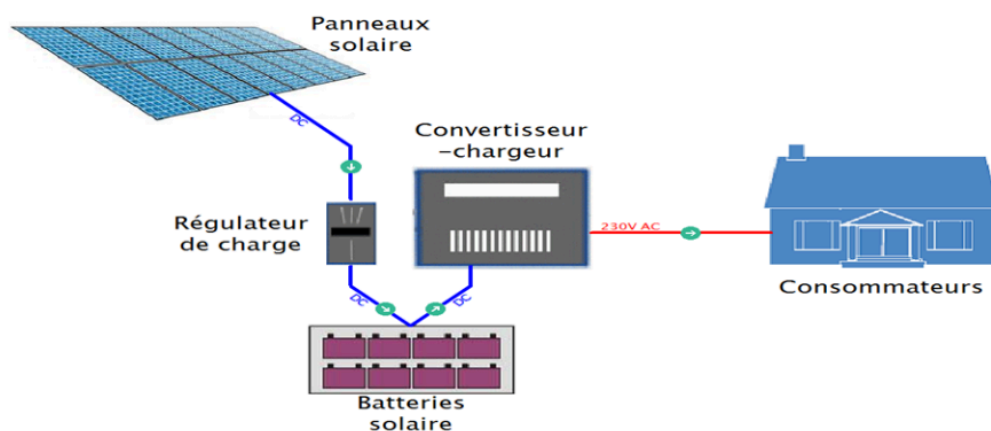 Panneaux
solaire
DC
Convertisseur
-chargeur
Régulateur
de charge
230V AC
Consommateurs
DC
DC
Batteries
solaire